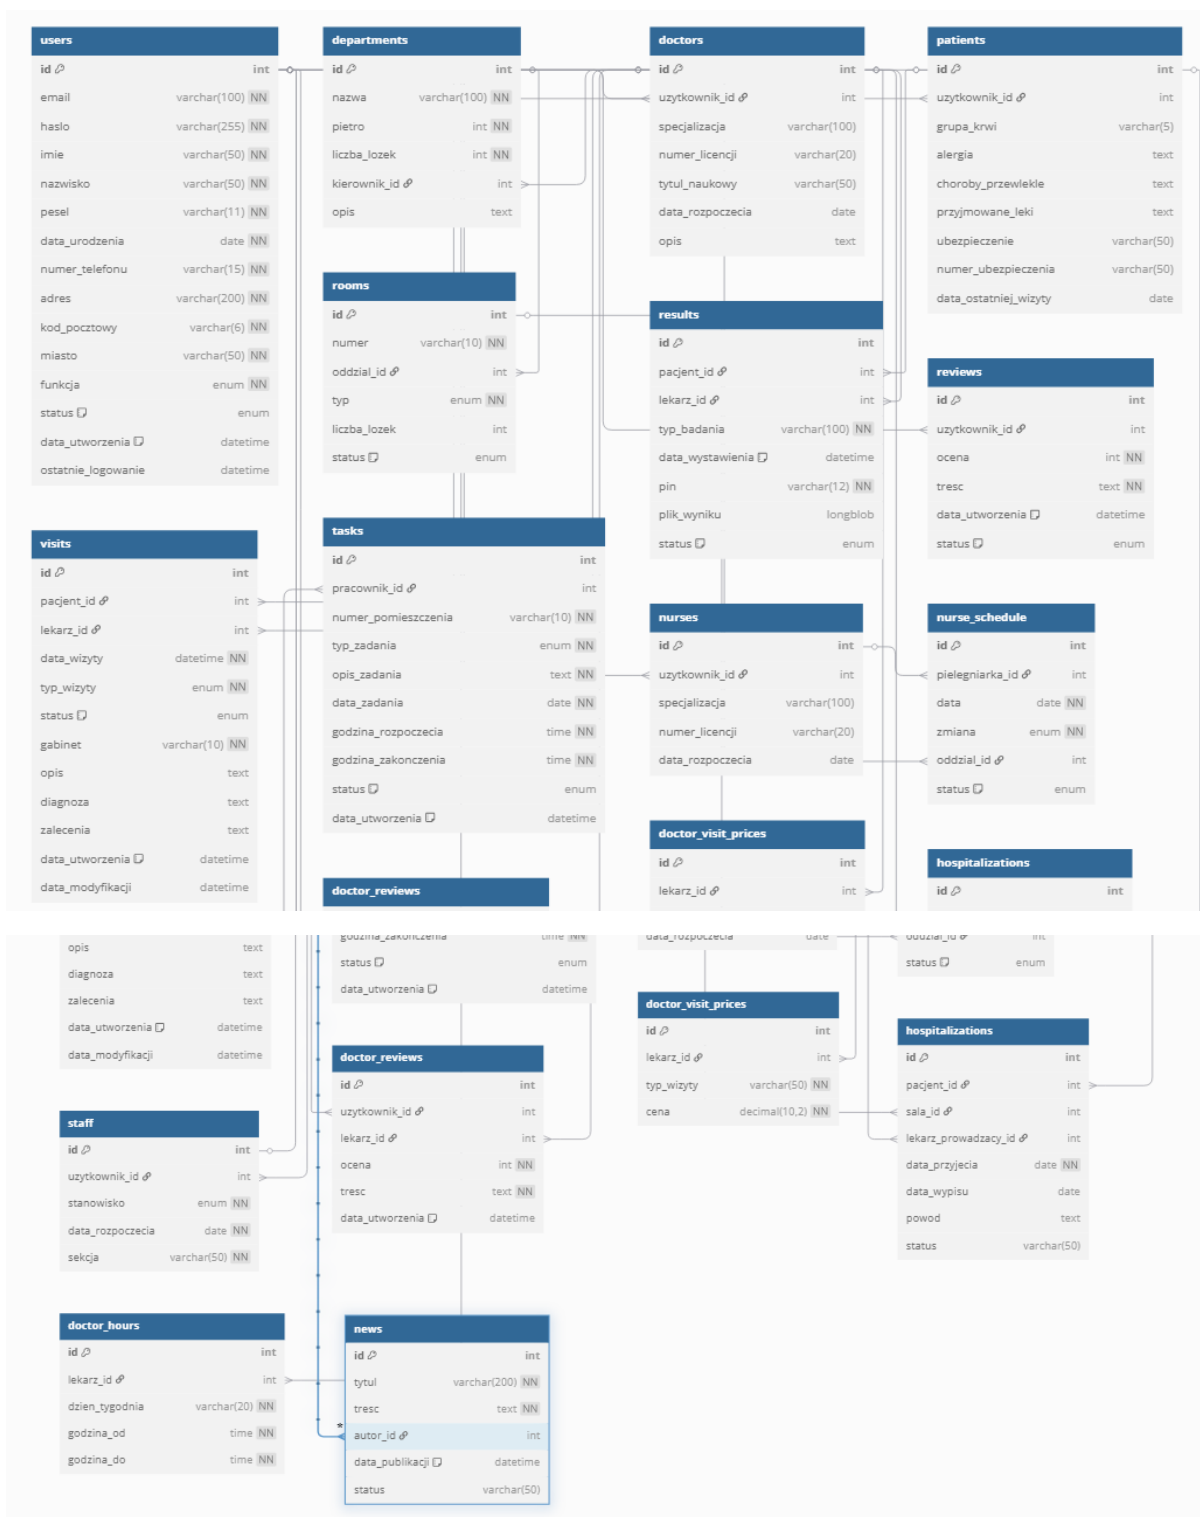 users
id int
email varchar(100) NN
haslo varchar(255) NN
imie varchar(50) NN
nazwisko varchar(50) NN
pesel varchar(11) NN
data_urodzenia date NN
numer_telefonu varchar(15) NN
adres varchar(200) NN
kod_pocztowy varchar(6) NN
miasto varchar(50) NN
funkcja enum NN
status enum
data_utworzenia datetime
ostatnie_logowanie datetime
departments
id int
nazwa varchar(100) NN
pietro int NN
liczba_lozek int NN
kierownik_id int
opis text
doctors
id int
uzytkownik_id int
specjalizacja varchar(100)
numer_licencji varchar(20)
tytul_naukowy varchar(50)
data_rozpoczecia date
opis text
patients
id int
uzytkownik_id int
grupa_krwi varchar(5)
alergia text
choroby_przewlekle text
przyjmowane_leki text
ubezpieczenie varchar(50)
numer_ubezpieczenia varchar(50)
data_ostatniej_wizyty date
rooms
id int
numer varchar(10) NN
oddzial_id int
typ enum NN
liczba_lozek int
status enum
results
id int
pacjent_id int
lekarz_id int
typ_badania varchar(100) NN
data_wystawienia datetime
pin varchar(12) NN
plik_wyniku longblob
status enum
reviews
id int
uzytkownik_id int
ocena int NN
tresc text NN
data_utworzenia datetime
status enum
visits
id int
pacjent_id int
lekarz_id int
data_wizyty datetime NN
typ_wizyty enum NN
status enum
gabinet varchar(10) NN
opis text
diagnoza text
zalecenia text
data_utworzenia datetime
data_modyfikacji datetime
tasks
id int
pracownik_id int
numer_pomieszczenia varchar(10) NN
typ_zadania enum NN
opis_zadania text NN
data_zadania date NN
godzina_rozpoczecia time NN
godzina_zakonczenia time NN
status enum
data_utworzenia datetime
nurses
id int
uzytkownik_id int
specjalizacja varchar(100)
numer_licencji varchar(20)
data_rozpoczecia date
nurse_schedule
id int
pielegniarka_id int
data date NN
zmiana enum NN
oddzial_id int
status enum
doctor_reviews
doctor_visit_prices
id int
lekarz_id int
hospitalizations
id int
opis text
diagnoza text
zalecenia text
data_utworzenia datetime
data_modyfikacji datetime
godzina_zakonczenia time NN
status enum
data_utworzenia datetime
data_rozpoczecia date
oddzial_id int
status enum
doctor_visit_prices
id int
lekarz_id int
typ_wizyty varchar(50) NN
cena decimal(10,2) NN
hospitalizations
id int
pacjent_id int
sala_id int
lekarz_prowadzacy_id int
data_przyjecia date NN
data_wypisu date
powod text
status varchar(50)
doctor_reviews
id int
uzytkownik_id int
lekarz_id int
ocena int NN
tresc text NN
data_utworzenia datetime
staff
id int
uzytkownik_id int
stanowisko enum NN
data_rozpoczecia date NN
sekcja varchar(50) NN
doctor_hours
id int
lekarz_id int
dzien_tygodnia varchar(20) NN
godzina_od time NN
godzina_do time NN
news
id int
tytul varchar(200) NN
tresc text NN
*
autor_id int
data_publikacji datetime
status varchar(50)